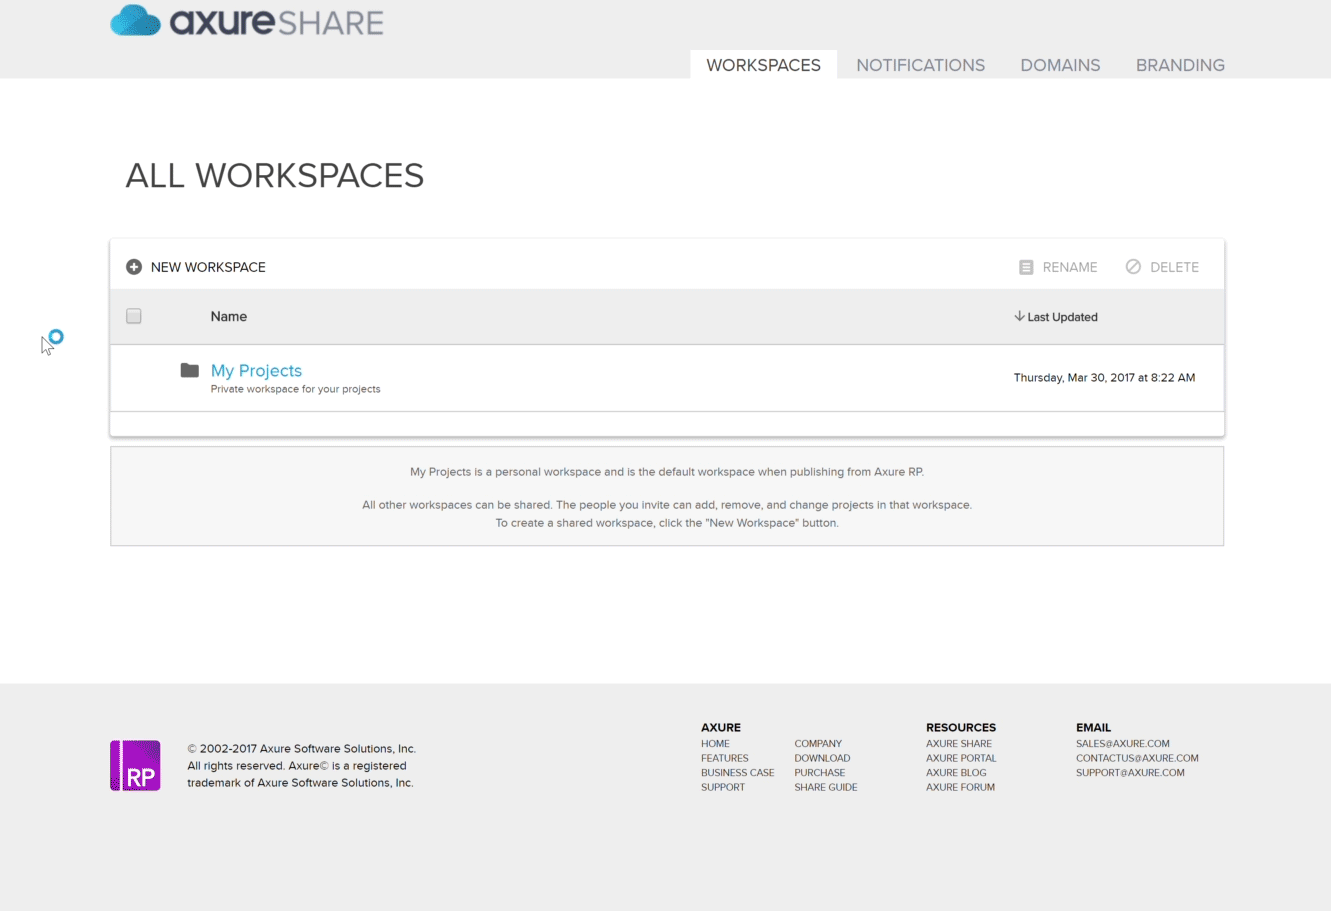 axure SHARE
WORKSPACES NOTIFICATIONS DOMAINS BRANDING
ALL WORKSPACES
NEW WORKSPACE RENAME DELETE
Name Last Updated
My Projects
Private workspace for your projects
Thursday, Mar 30, 2017 at 8:22 AM
My Projects is a personal workspace and is the default workspace when publishing from Axure RP.
All other workspaces can be shared. The people you invite can add, remove, and change projects in that workspace.
To create a shared workspace, click the "New Workspace" button.
RP
© 2002-2017 Axure Software Solutions, Inc.
All rights reserved. Axure© is a registered
trademark of Axure Software Solutions, Inc.
AXURE
HOME
FEATURES
BUSINESS CASE
SUPPORT
COMPANY
DOWNLOAD
PURCHASE
SHARE GUIDE
RESOURCES
AXURE SHARE
AXURE PORTAL
AXURE BLOG
AXURE FORUM
EMAIL
SALES@AXURE.COM
CONTACTUS@AXURE.COM
SUPPORT@AXURE.COM